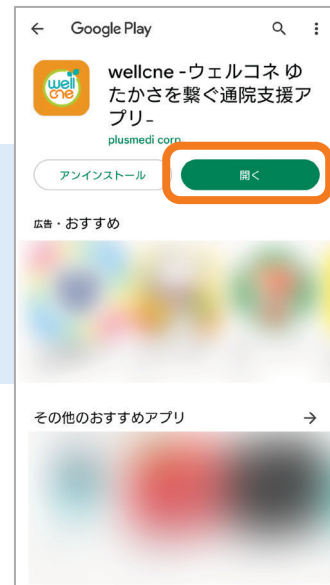 Google Play
well
cne
wellcne -ウェルコネ ゆ
たかさを繋ぐ通院支援ア
プリ-
plusmedi corp
アンインストール
開く
広告・おすすめ
その他のおすすめアプリ